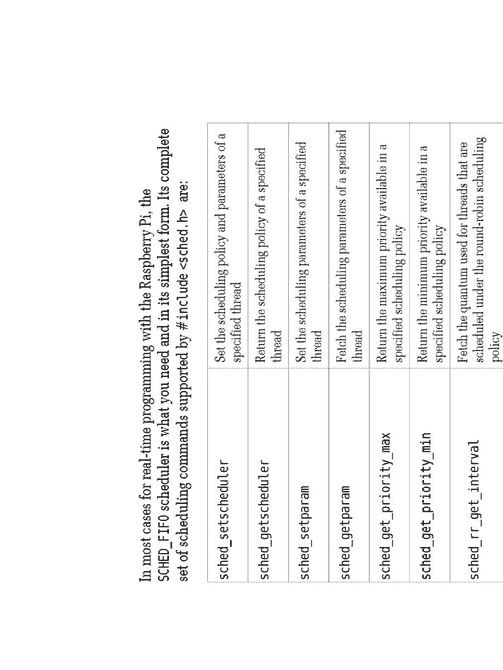 In most cases for real-time programming with the Raspberry Pi, the
SCHED_FIFO scheduler is what you need and in its simplest form. Its complete
set of scheduling commands supported by #include <sched.h> are:
sched_setscheduler
Set the scheduling policy and parameters of a
specified thread
sched_getscheduler
Return the scheduling policy of a specified
thread
sched_setparam
Set the scheduling parameters of a specified
thread
sched_getparam
Fetch the scheduling parameters of a specified
thread
sched_get_priority_max
Return the maximum priority available in a
specified scheduling policy
sched_get_priority_min
Return the minimum priority available in a
specified scheduling policy
sched_rr_get_interval
Fetch the quantum used for threads that are
scheduled under the round-robin scheduling
policy